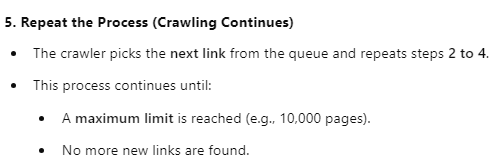 5. Repeat the Process (Crawling Continues)
• The crawler picks the next link from the queue and repeats steps 2 to 4.
• This process continues until:
• A maximum limit is reached (e.g., 10,000 pages).
• No more new links are found.